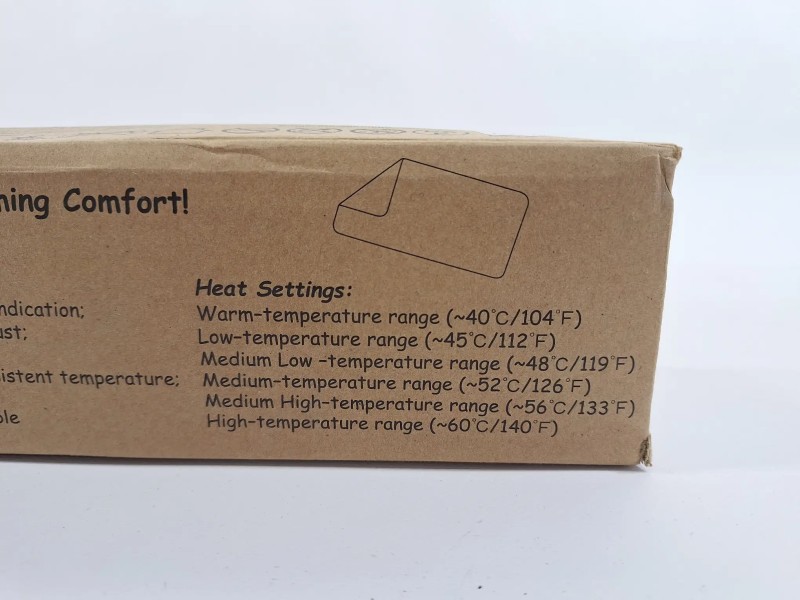 ning Comfort!
Heat Settings:
ndication;
Warm-temperature range (~40°C/104°F)
ust;
Low-temperature range (~45°C/112°F)
Medium Low -temperature range (~48°C/119°F)
istent temperature;
Medium-temperature range (~52°C/126°F)
Medium High-temperature range (~56°C/133°F)
ble
High-temperature range (~60°C/140°F)